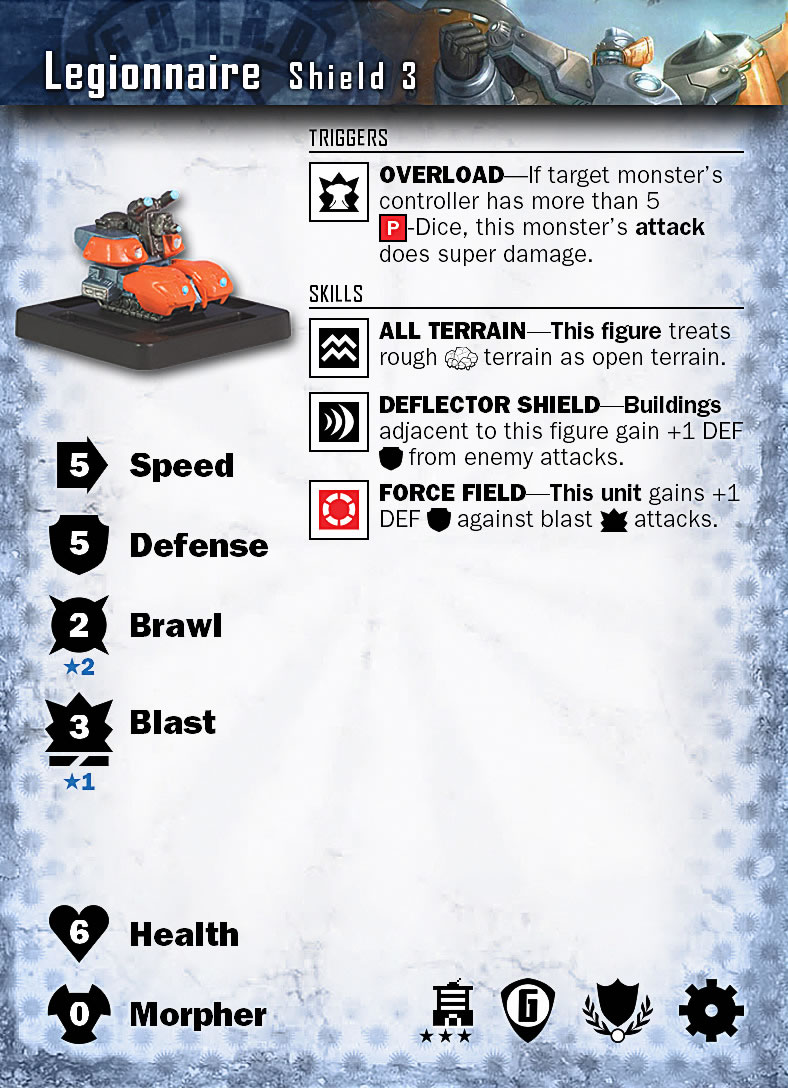 Legionnaire Shield 3
TRIGGERS
OVERLOAD—If target monster's
controller has more than 5
P-Dice, this monster's attack
does super damage.
SKILLS
ALL TERRAIN—This figure treats
rough terrain as open terrain.
DEFLECTOR SHIELD—Buildings
adjacent to this figure gain +1 DEF
from enemy attacks.
FORCE FIELD—This unit gains +1
DEF against blast attacks.
5 Speed
5 Defense
2 Brawl
★2
3 Blast
★1
6 Health
0 Morpher
★★★
G